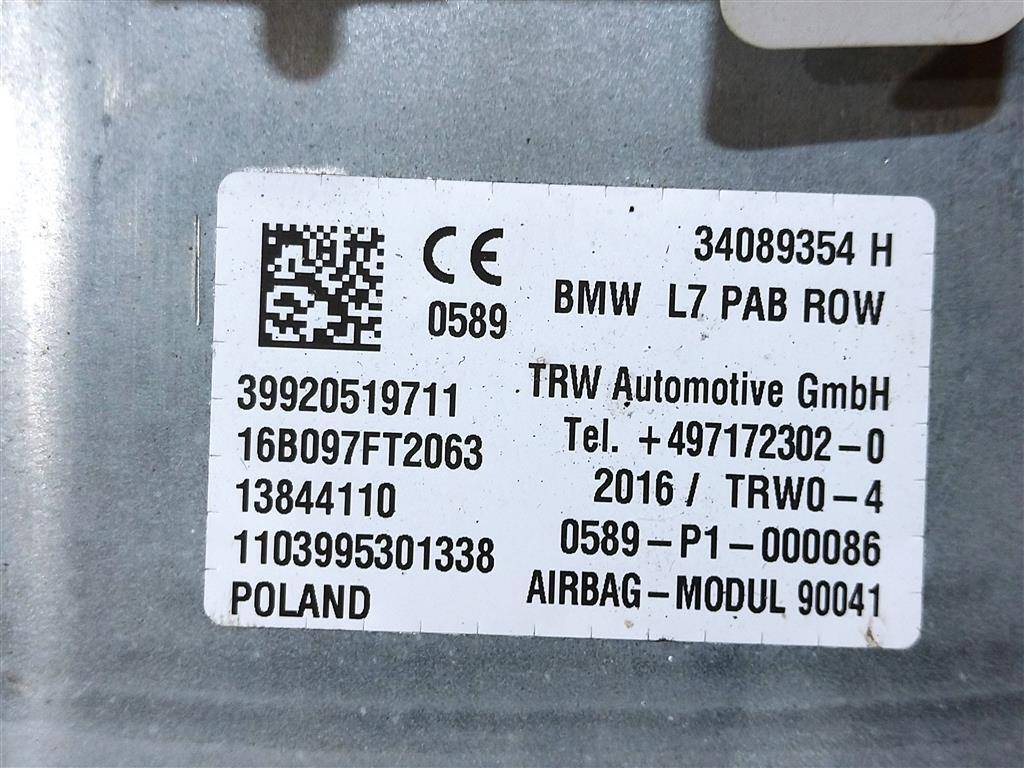 CE
0589
34089354 H
BMW L7 PAB ROW
39920519711
16B097FT2063
13844110
1103995301338
POLAND
TRW Automotive GmbH
Tel. +497172302-0
2016 / TRW0-4
0589-P1-000086
AIRBAG-MODUL 90041